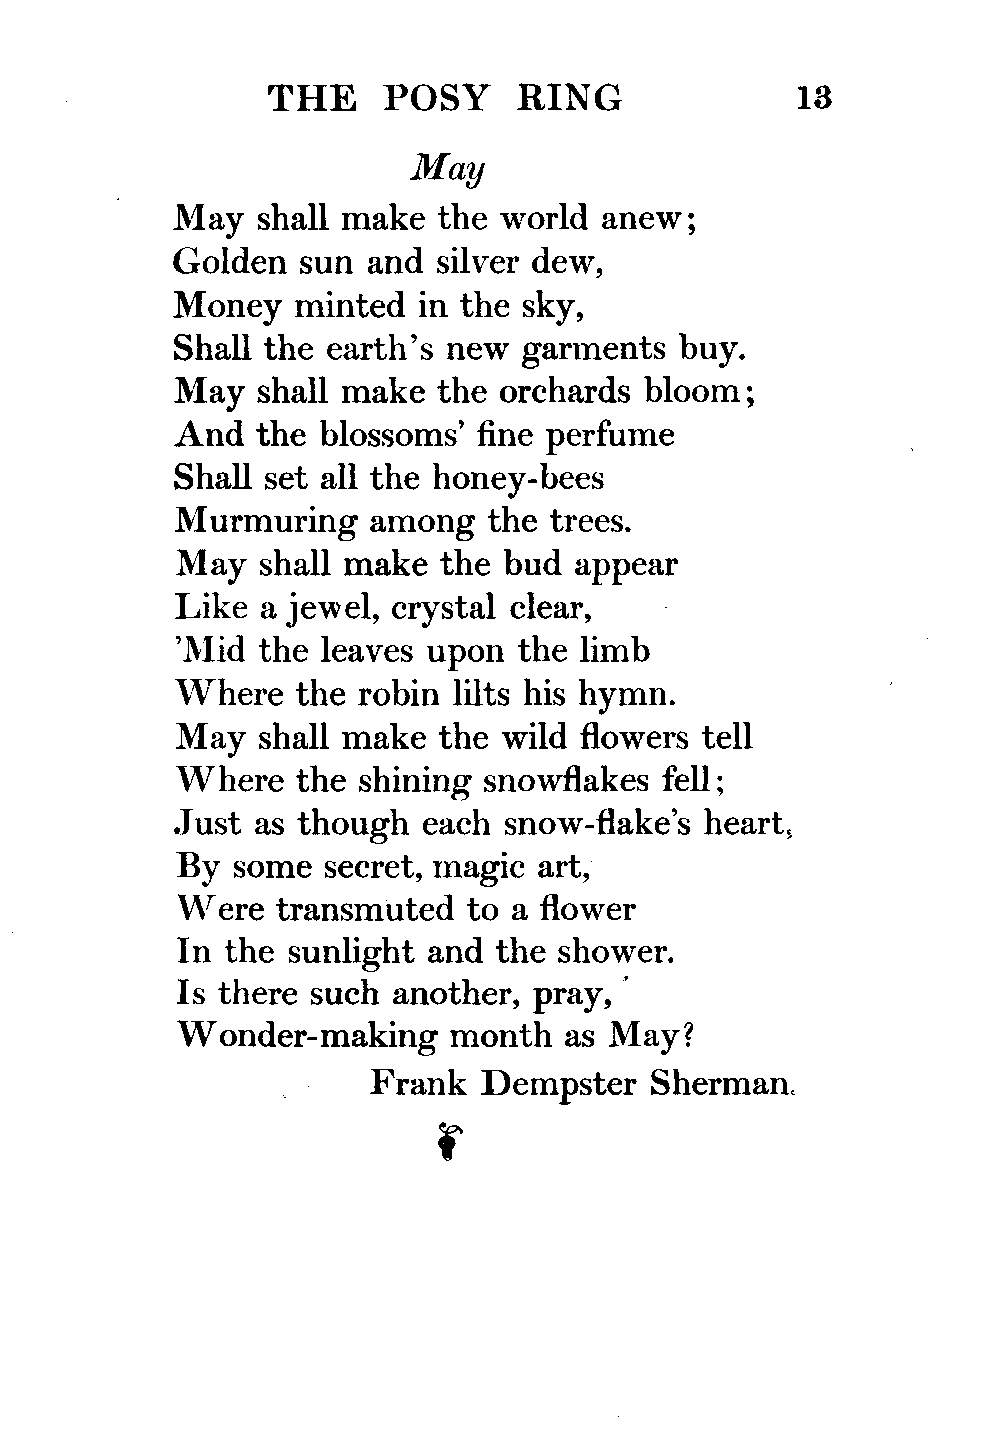 THE POSY RING 13
May
May shall make the world anew;
Golden sun and silver dew,
Money minted in the sky,
Shall the earth's new garments buy.
May shall make the orchards bloom;
And the blossoms' fine perfume
Shall set all the honey-bees
Murmuring among the trees.
May shall make the bud appear
Like a jewel, crystal clear,
'Mid the leaves upon the limb
Where the robin lilts his hymn.
May shall make the wild flowers tell
Where the shining snowflakes fell;
Just as though each snow-flake's heart,
By some secret, magic art,
Were transmuted to a flower
In the sunlight and the shower.
Is there such another, pray,
Wonder-making month as May?
Frank Dempster Sherman.